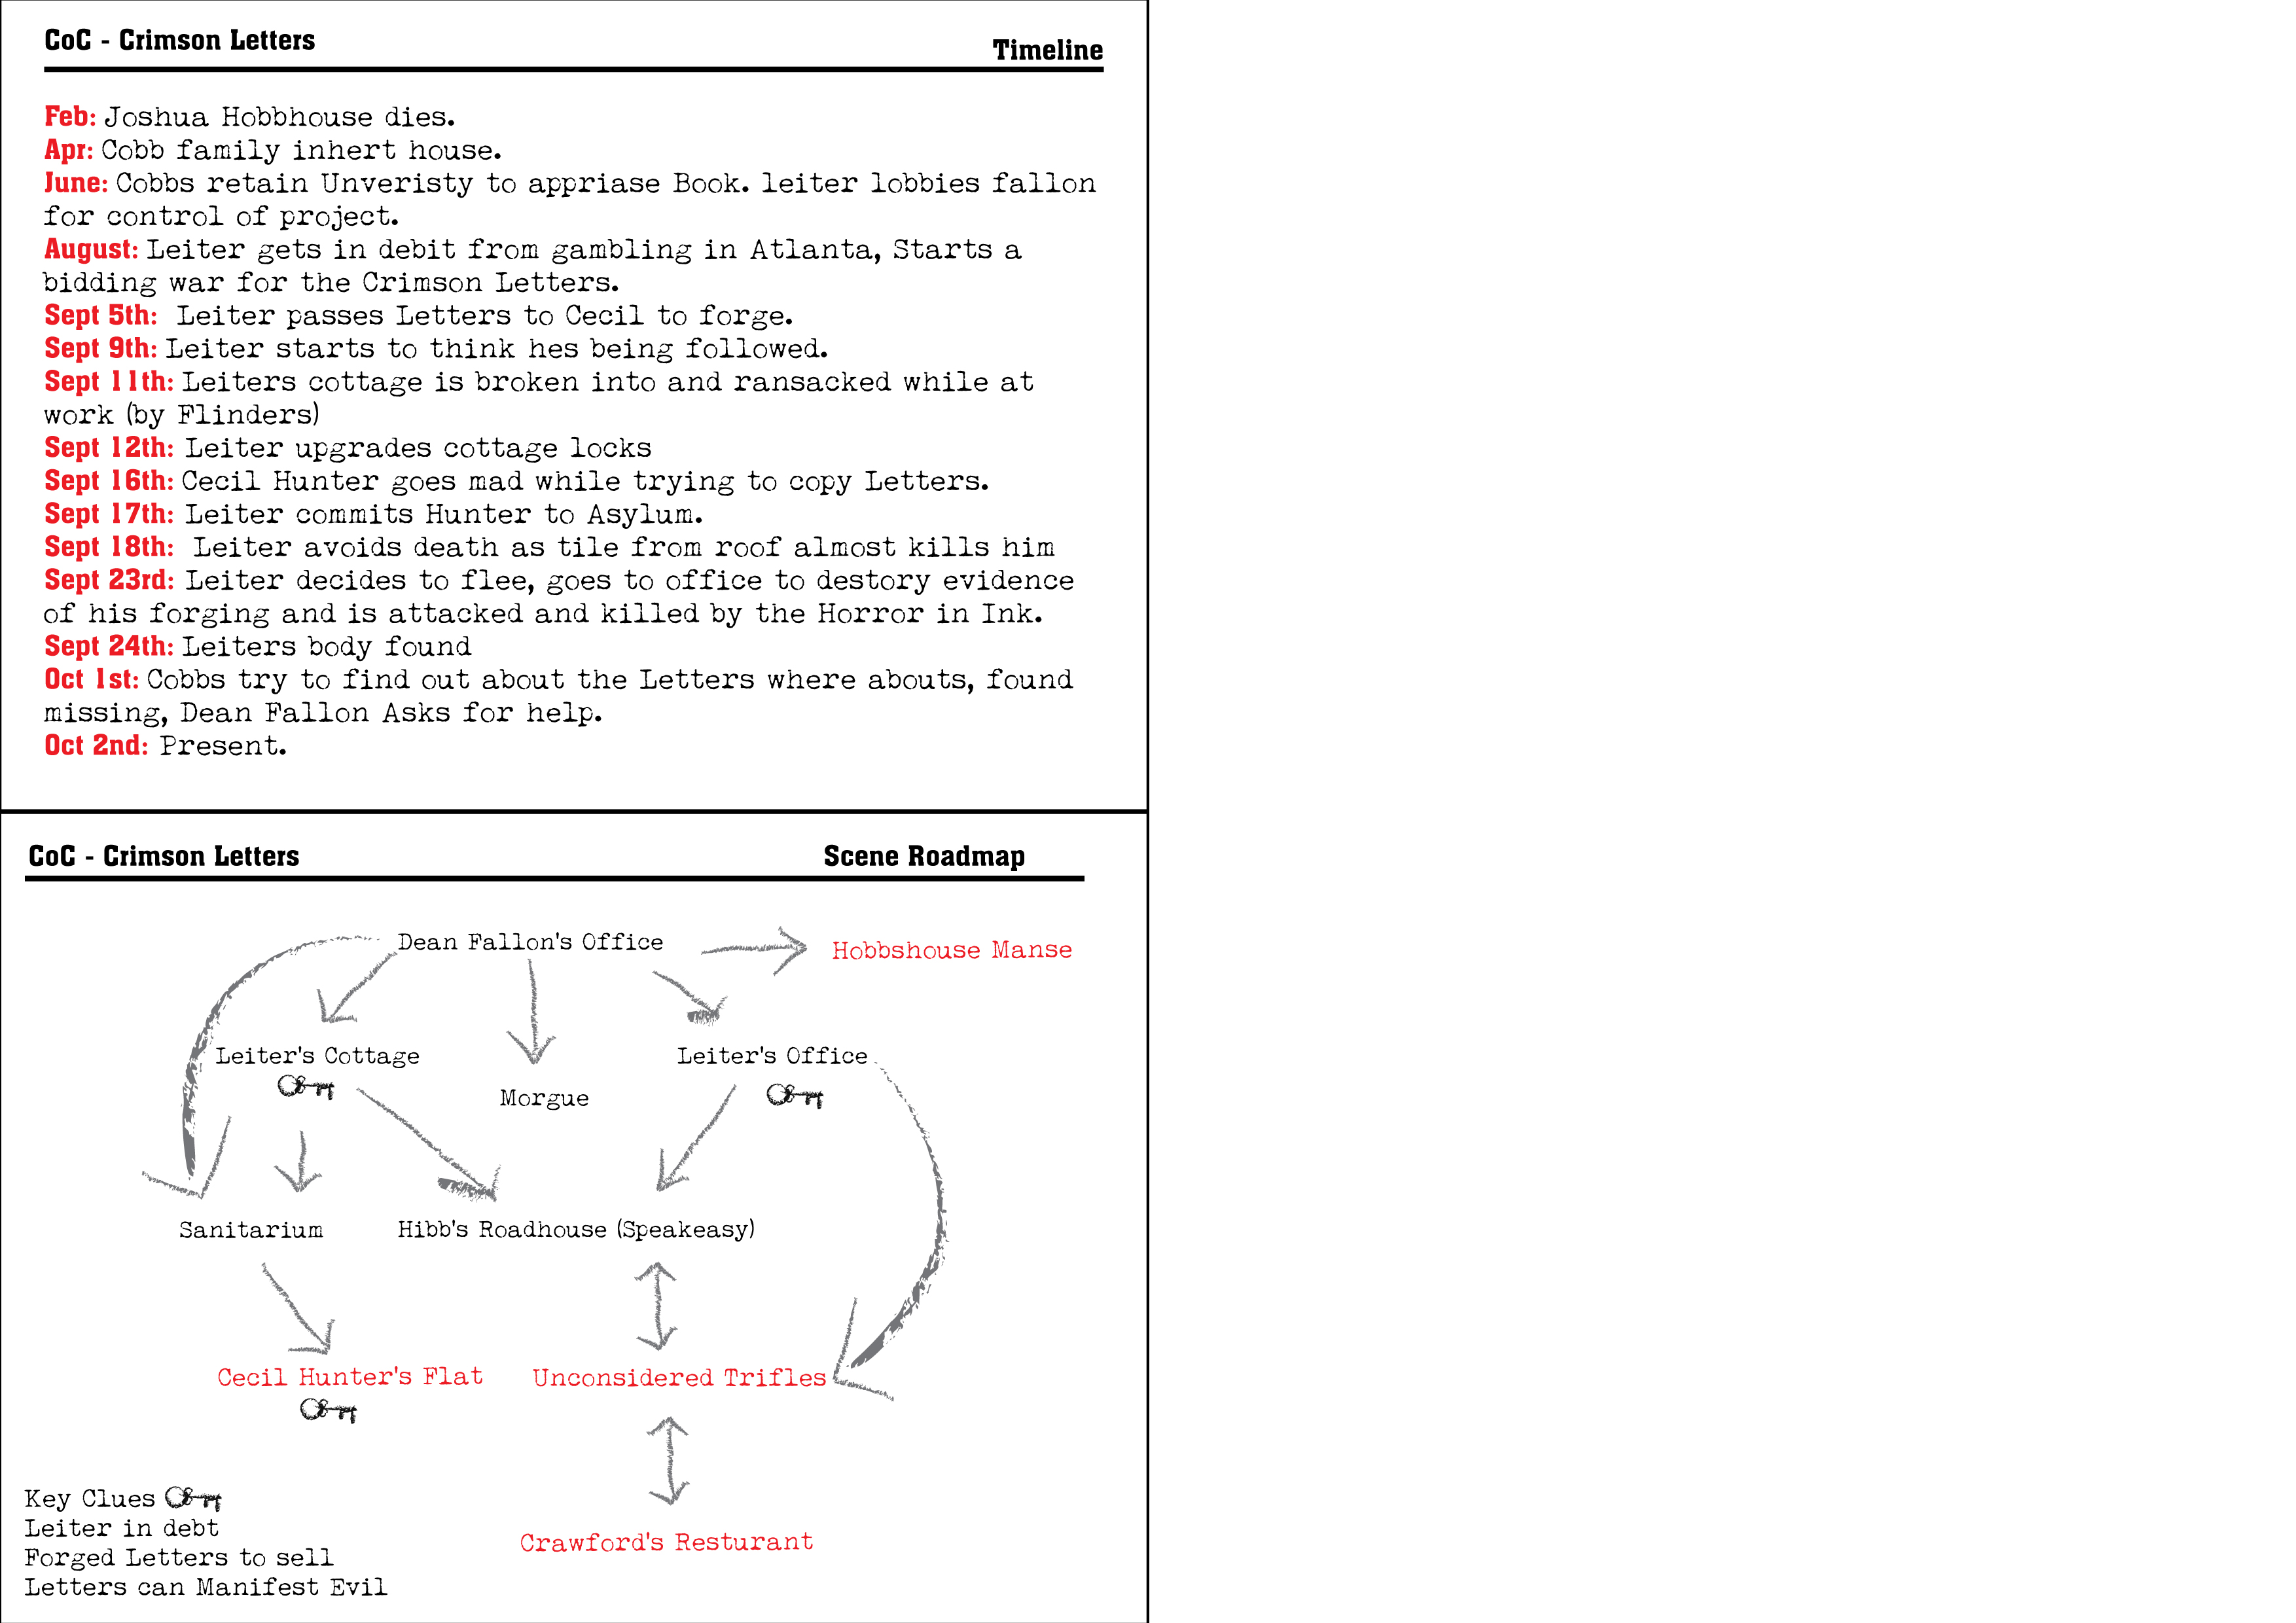 CoC - Crimson Letters
Timeline
Feb: Joshua Hobbhouse dies.
Apr: Cobb family inhert house.
June: Cobbs retain Unveristy to appriase Book. leiter lobbies fallon
for control of project.
August: Leiter gets in debit from gambling in Atlanta, Starts a
bidding war for the Crimson Letters.
Sept 5th: Leiter passes Letters to Cecil to forge.
Sept 9th: Leiter starts to think hes being followed.
Sept 11th: Leiters cottage is broken into and ransacked while at
work (by Flinders)
Sept 12th: Leiter upgrades cottage locks
Sept 16th: Cecil Hunter goes mad while trying to copy Letters.
Sept 17th: Leiter commits Hunter to Asylum.
Sept 18th: Leiter avoids death as tile from roof almost kills him
Sept 23rd: Leiter decides to flee, goes to office to destory evidence
of his forging and is attacked and killed by the Horror in Ink.
Sept 24th: Leiters body found
Oct 1st: Cobbs try to find out about the Letters where abouts, found
missing, Dean Fallon Asks for help.
Oct 2nd: Present.
CoC - Crimson Letters
Scene Roadmap
Dean Fallon's Office
Hobbshouse Manse
Leiter's Cottage
Leiter's Office
Morgue
Sanitarium
Hibb's Roadhouse (Speakeasy)
Cecil Hunter's Flat
Unconsidered Trifles
Crawford's Resturant
Key Clues
Leiter in debt
Forged Letters to sell
Letters can Manifest Evil